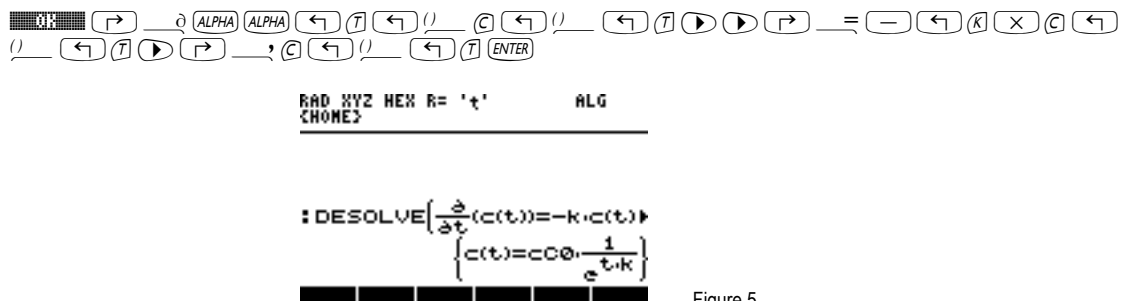 OK ↱ ∂ ALPHA ALPHA ↰ T ↰ () C ↰ () ↰ T ▶ ▶ ↱ = − ↰ K × C ↰
() ↰ T ▶ ↱ , C ↰ () ↰ T ENTER
RAD XYZ HEX R= 't' ALG
{HOME}
:DESOLVE(∂/∂t(c(t))=-k·c(t)▶
{c(t)=cC0·1/e^(t·k)}
Figure 5